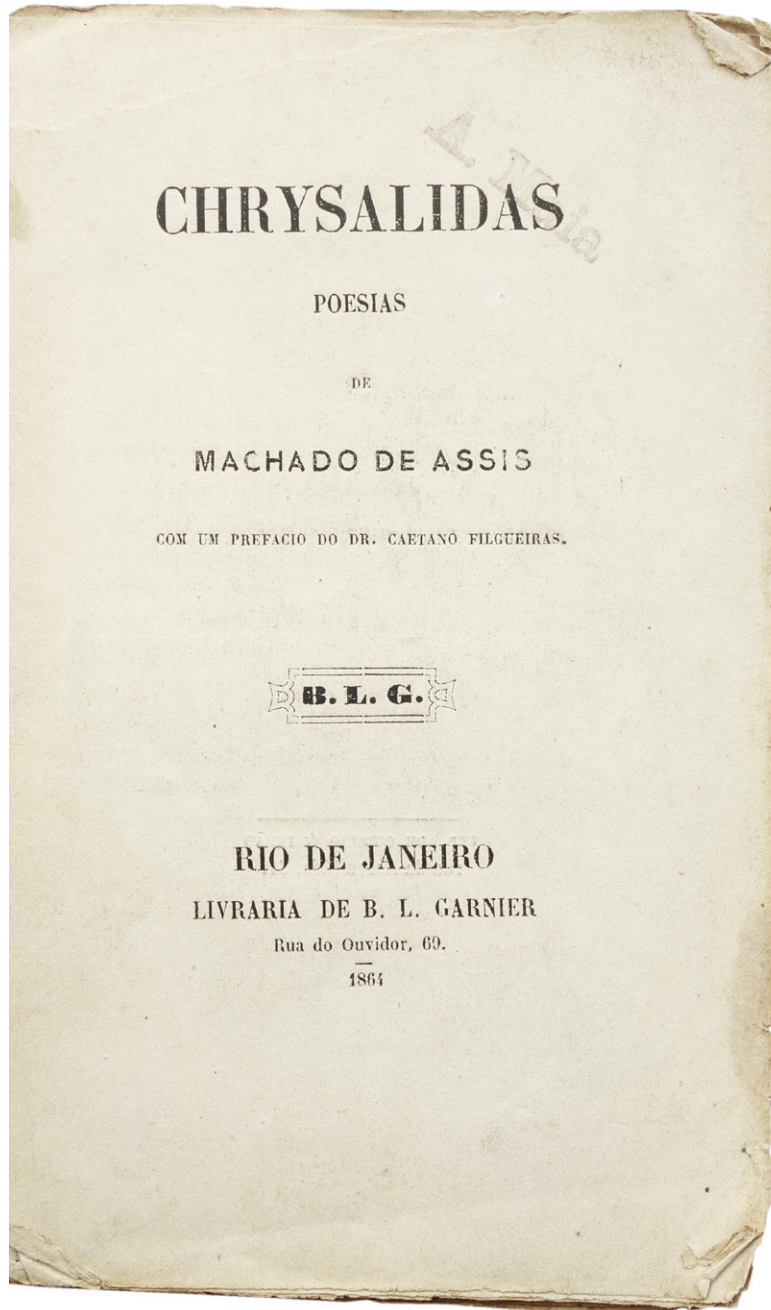 CHRYSALIDAS
POESIAS
DE
MACHADO DE ASSIS
COM UM PREFACIO DO DR. CAETANO FILGUEIRAS.
B. L. G.
RIO DE JANEIRO
LIVRARIA DE B. L. GARNIER
Rua do Ouvidor, 69.
1864